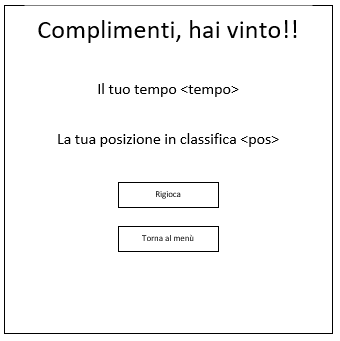 Complimenti, hai vinto!!
Il tuo tempo <tempo>
La tua posizione in classifica <pos>
Rigioca
Torna al menù